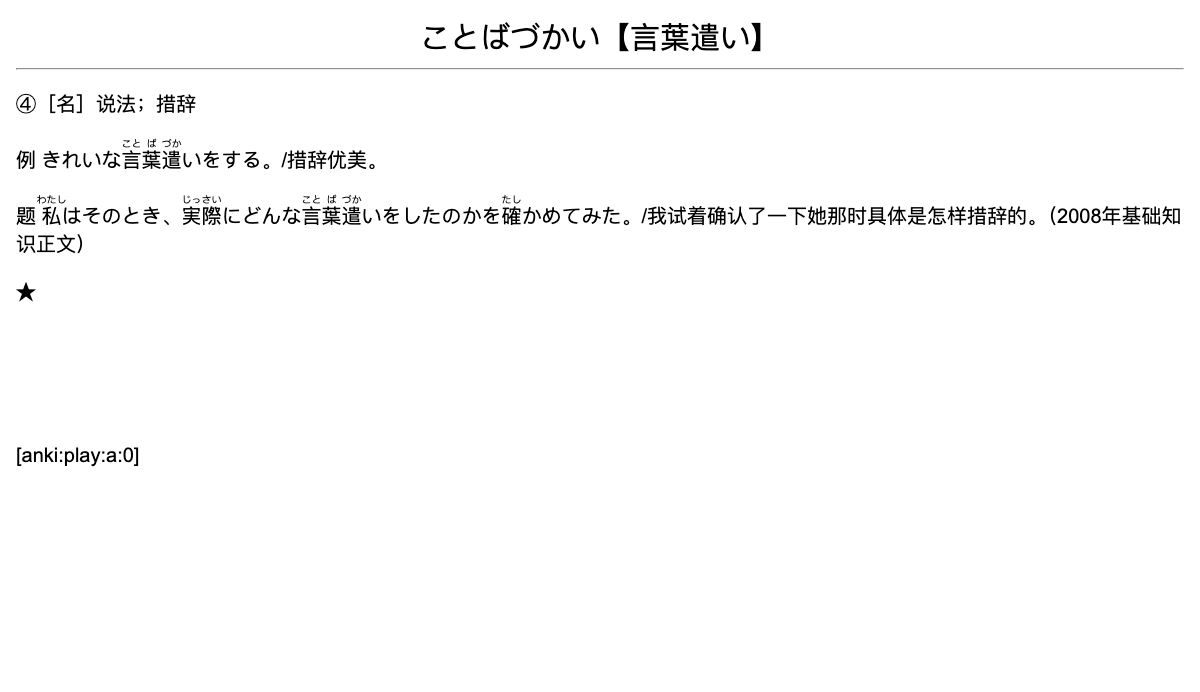 ことばづかい【言葉遣い】
④［名］说法；措辞
例 きれいな言葉遣いをする。/措辞优美。
题 私はそのとき、実際にどんな言葉遣いをしたのかを確かめてみた。/我试着确认了一下她那时具体是怎样措辞的。（2008年基础知
识正文）
★
[anki:play:a:0]